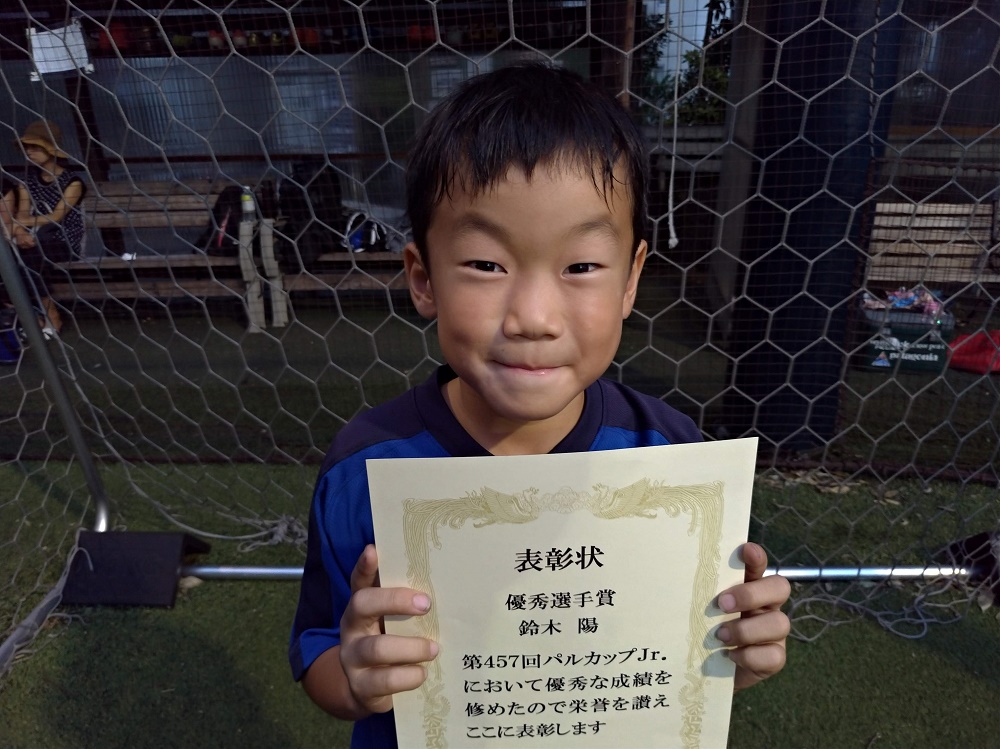 表彰状
優秀選手賞
鈴木 陽
第457回パルカップJr.
において優秀な成績を
修めたので栄誉を讃え
ここに表彰します
patagonia